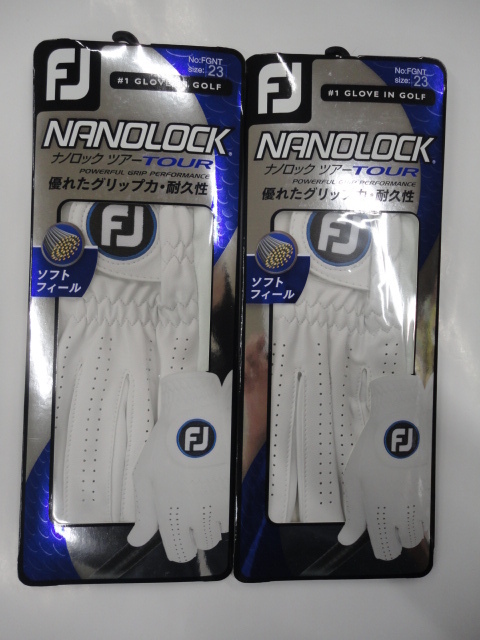 FJ
No:FGNT
size: 23
#1 GLOVE IN GOLF
NANOLOCK®
ナノロック ツアーTOUR
POWERFUL GRIP PERFORMANCE
優れたグリップ力・耐久性
FJ
ソフト
フィール
FJ
FJ
No:FGNT
size: 23
#1 GLOVE IN GOLF
NANOLOCK®
ナノロック ツアーTOUR
POWERFUL GRIP PERFORMANCE
優れたグリップ力・耐久性
FJ
ソフト
フィール
FJ